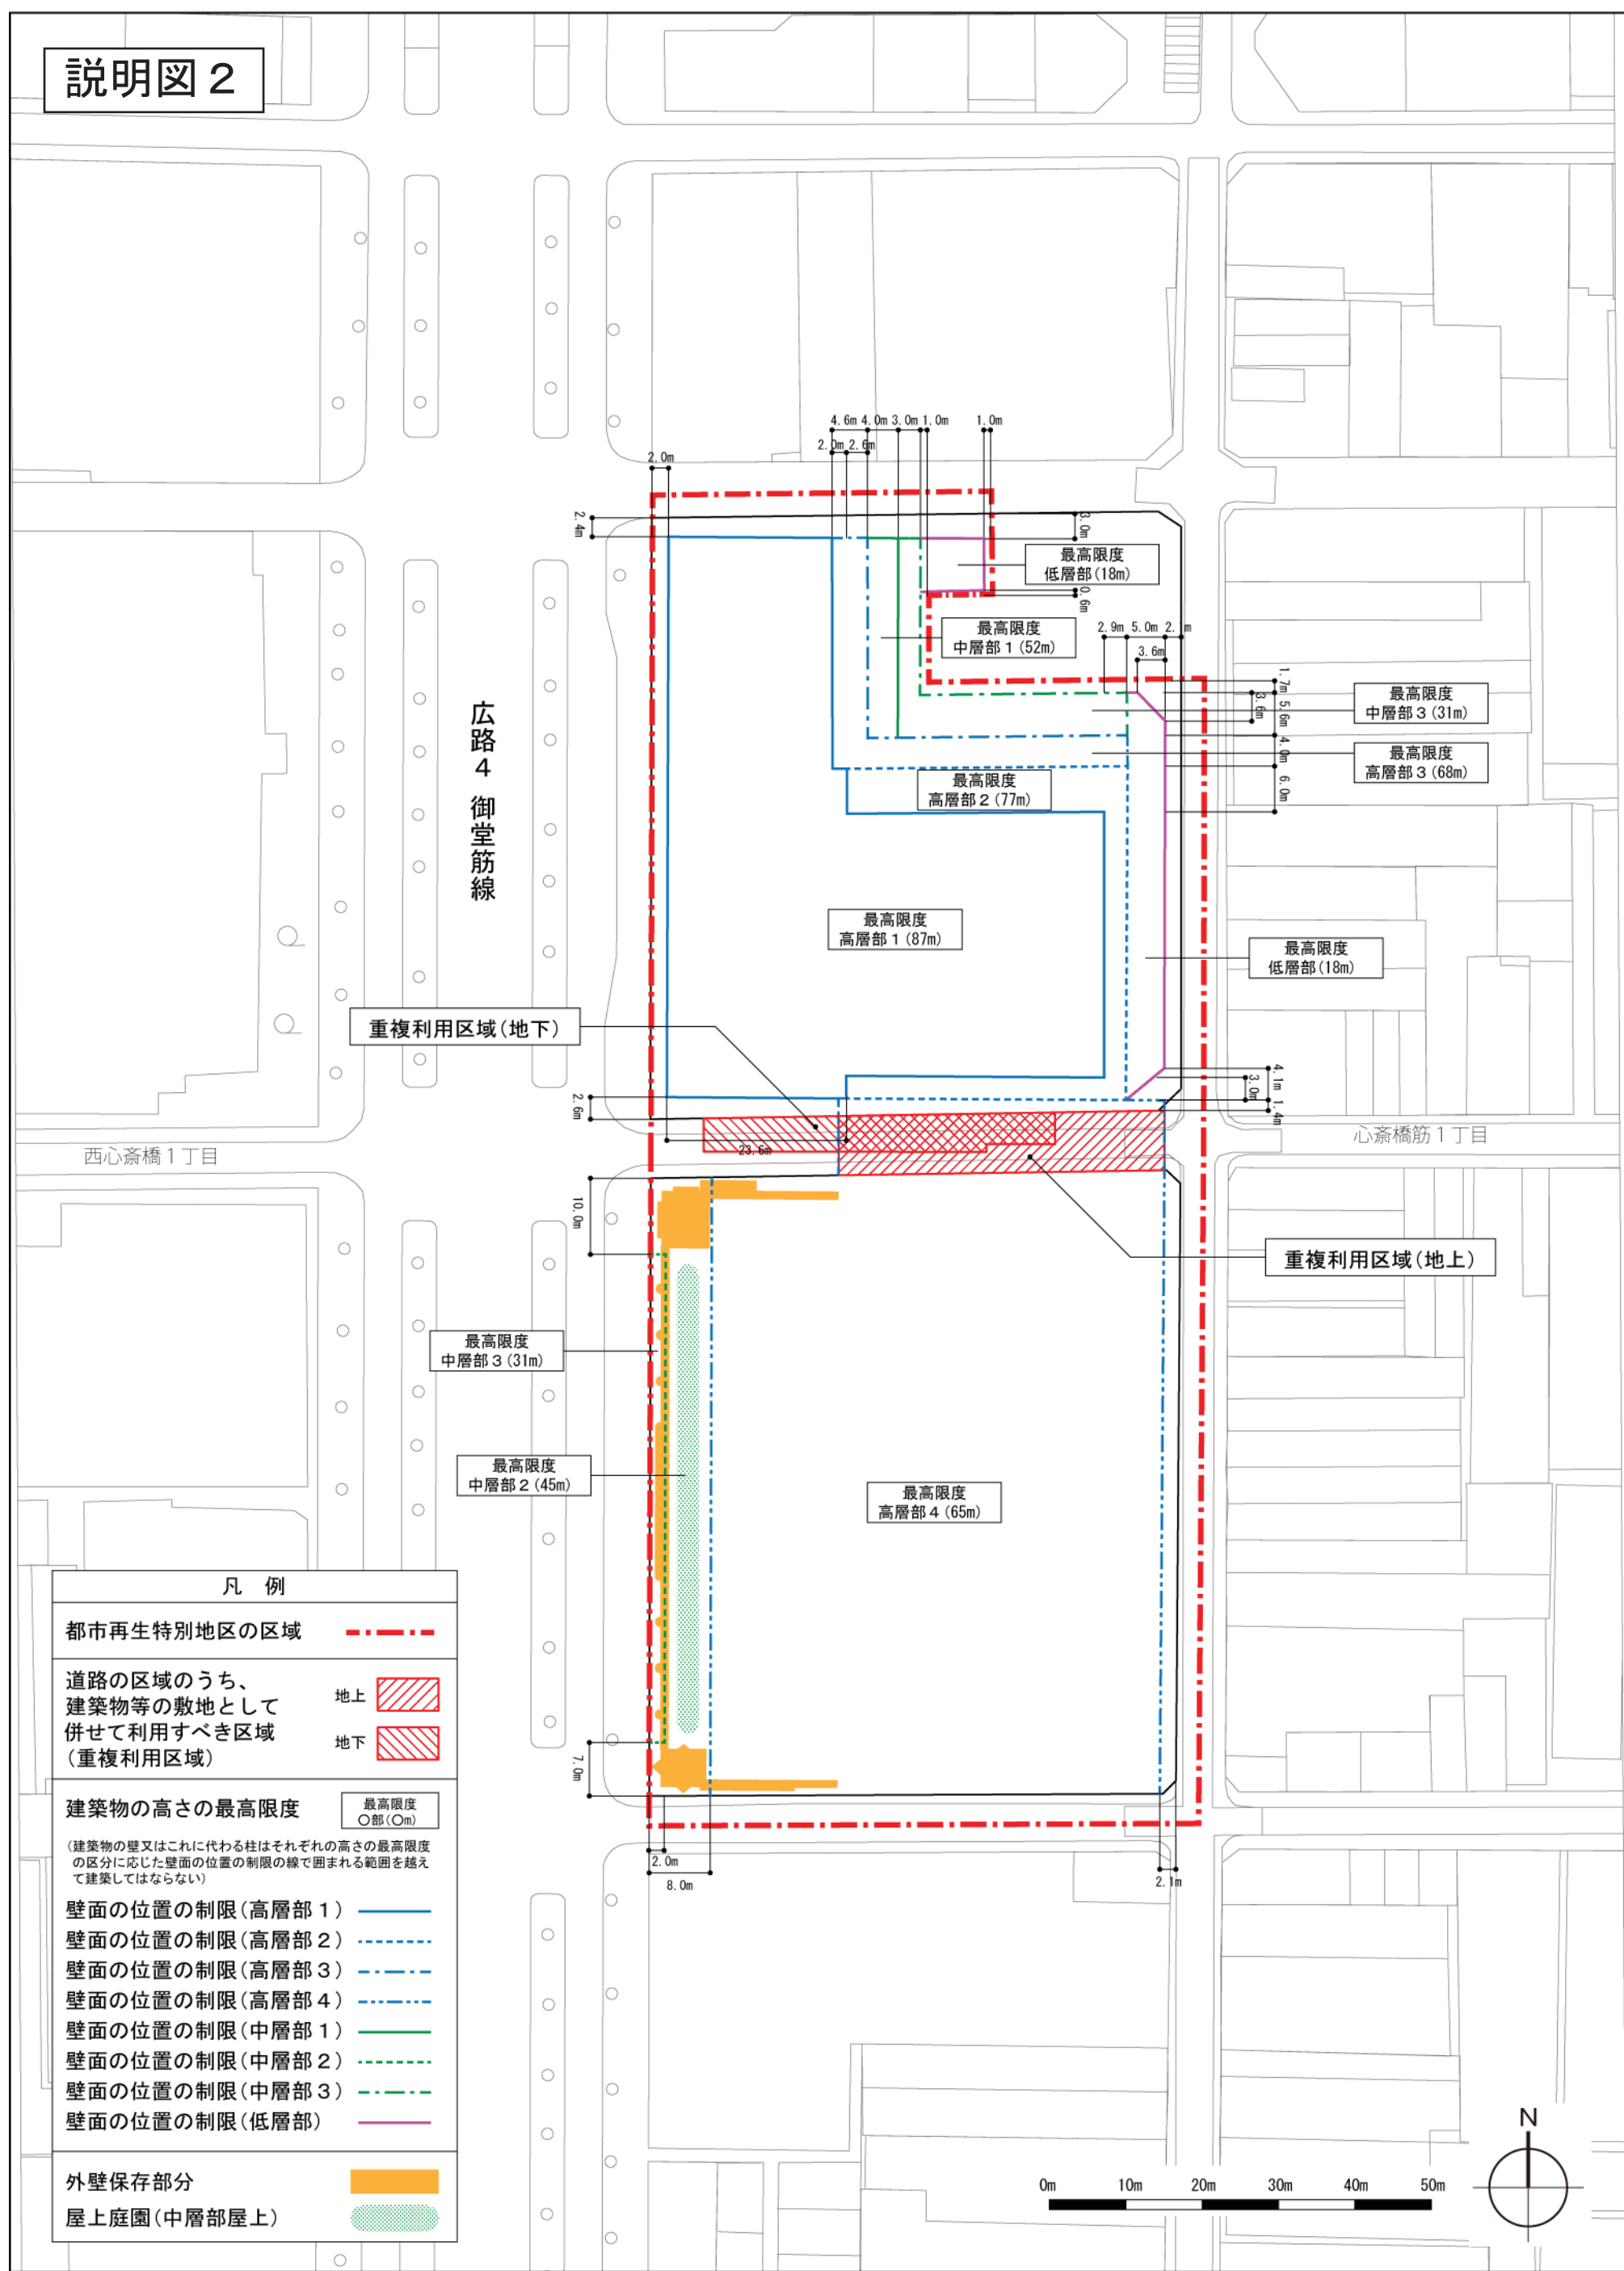 説明図２
4.6m 4.0m 3.0m 1.0m 1.0m
2.0m 2.6m
2.0m
2.4m
3.0m
最高限度
低層部(18m)
0.6m
最高限度
中層部１(52m)
2.9m 5.0m 2.1m
3.6m
1.7m
3.6m
5.6m
4.0m
6.0m
最高限度
中層部３(31m)
最高限度
高層部３(68m)
最高限度
高層部２(77m)
広路４ 御堂筋線
最高限度
高層部１(87m)
最高限度
低層部(18m)
重複利用区域(地下)
4.1m
3.0m
1.4m
2.6m
23.6m
西心斎橋１丁目
心斎橋筋１丁目
10.0m
重複利用区域(地上)
最高限度
中層部３(31m)
最高限度
中層部２(45m)
最高限度
高層部４(65m)
7.0m
2.0m
8.0m
2.1m
凡 例
都市再生特別地区の区域
道路の区域のうち、
建築物等の敷地として
併せて利用すべき区域
(重複利用区域)
地上
地下
建築物の高さの最高限度
最高限度
〇部(〇m)
(建築物の壁又はこれに代わる柱はそれぞれの高さの最高限度
の区分に応じた壁面の位置の制限の線で囲まれる範囲を越え
て建築してはならない)
壁面の位置の制限(高層部１)
壁面の位置の制限(高層部２)
壁面の位置の制限(高層部３)
壁面の位置の制限(高層部４)
壁面の位置の制限(中層部１)
壁面の位置の制限(中層部２)
壁面の位置の制限(中層部３)
壁面の位置の制限(低層部)
外壁保存部分
屋上庭園(中層部屋上)
0m 10m 20m 30m 40m 50m
N